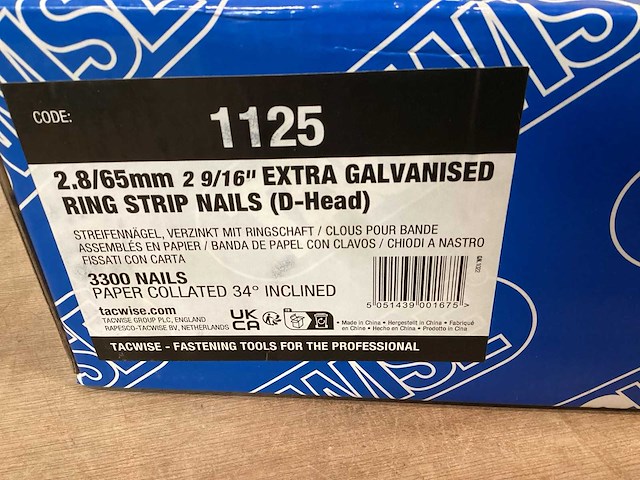 CODE:
1125
2.8/65mm 2 9/16" EXTRA GALVANISED
RING STRIP NAILS (D-Head)
STREIFENNÄGEL, VERZINKT MIT RINGSCHAFT / CLOUS POUR BANDE
ASSEMBLÉS EN PAPIER / BANDA DE PAPEL CON CLAVOS / CHIODI A NASTRO
FISSATI CON CARTA
3300 NAILS
PAPER COLLATED 34° INCLINED
tacwise.com
TACWISE GROUP PLC, ENGLAND
RAPESCO-TACWISE BV, NETHERLANDS
UK
CA
5 051439 001675 >
• Made in China • Hergestellt in China • Fabriqué
en China • Hecho en China • Prodotto in Cina
TACWISE - FASTENING TOOLS FOR THE PROFESSIONAL